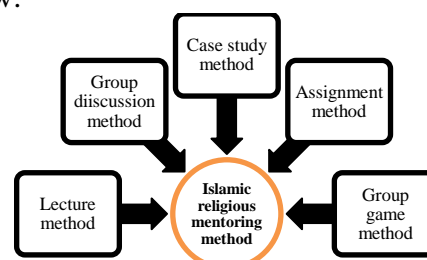 Case study
method
Group
diiscussion
method
Assignment
method
Islamic
religious
mentoring
method
Lecture
method
Group
game
method